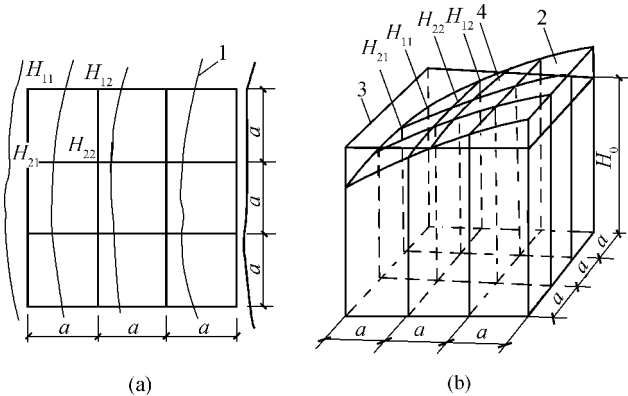 H₁₁ H₁₂ 1
H₂₁ H₂₂
a
a
a
a a a
(a)
H₂₁ H₁₁ H₂₂ H₁₂ 4 2
3
H₀
a
a
a
a a a
(b)